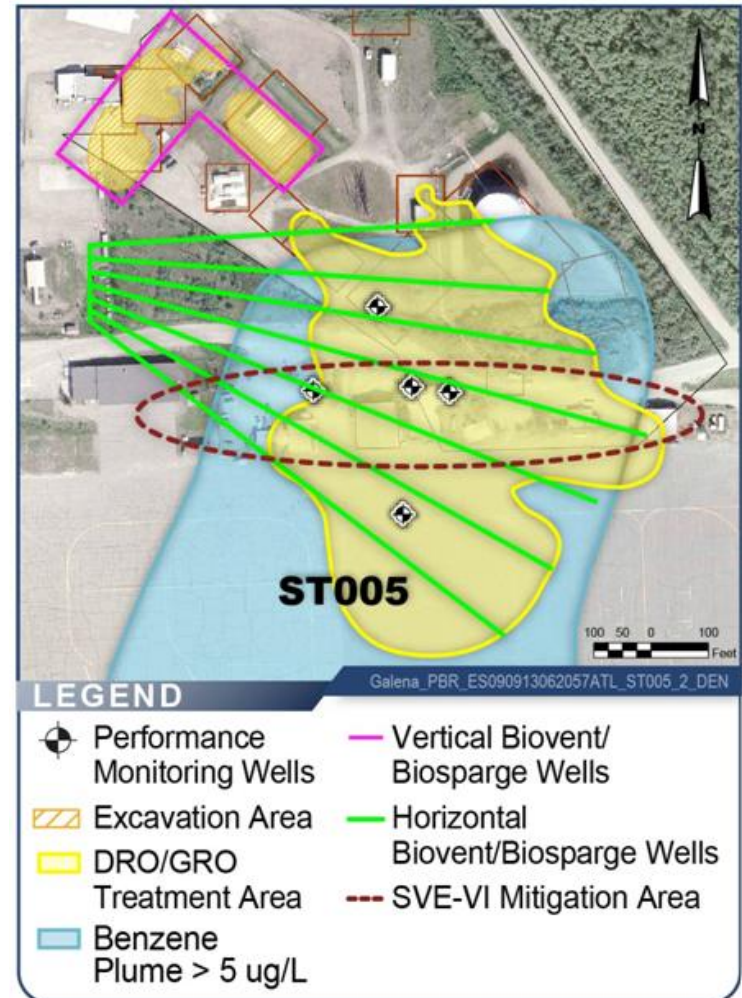 N
ST005
100 50 0 100
Feet
Galena_PBR_ES090913062057ATL_ST005_2_DEN
LEGEND
Performance
Monitoring Wells
Excavation Area
DRO/GRO
Treatment Area
Benzene
Plume > 5 ug/L
Vertical Biovent/
Biosparge Wells
Horizontal
Biovent/Biosparge Wells
SVE-VI Mitigation Area